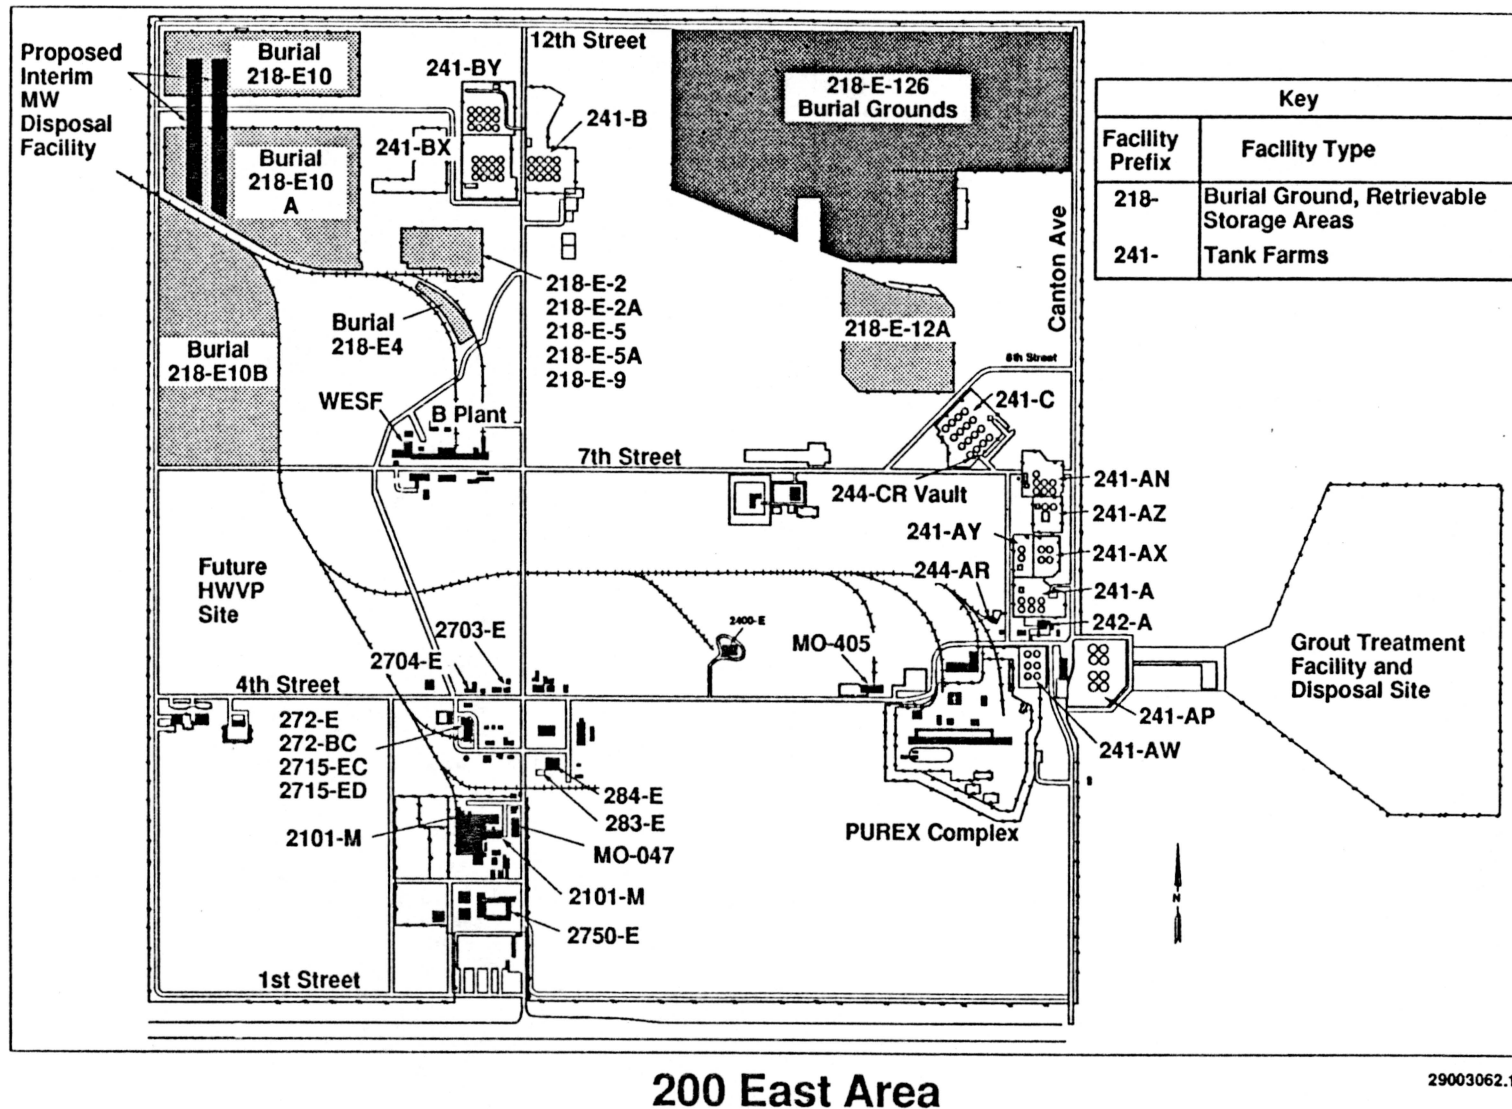 Proposed
Interim
MW
Disposal
Facility
Burial
218-E10
241-BY
12th Street
241-B
241-BX
218-E-126
Burial Grounds
Key
Facility
Prefix
Facility Type
218-
Burial Ground, Retrievable
Storage Areas
241-
Tank Farms
Burial
218-E10
A
Canton Ave
218-E-2
218-E-2A
218-E-5
218-E-5A
218-E-9
Burial
218-E4
218-E-12A
Burial
218-E10B
8th Street
WESF
B Plant
241-C
7th Street
244-CR Vault
241-AN
241-AZ
241-AY
241-AX
244-AR
241-A
242-A
Future
HWVP
Site
2703-E
2400-E
2704-E
MO-405
Grout Treatment
Facility and
Disposal Site
4th Street
241-AP
241-AW
272-E
272-BC
2715-EC
2715-ED
284-E
283-E
PUREX Complex
2101-M
MO-047
2101-M
2750-E
N
1st Street
200 East Area
29003062.1